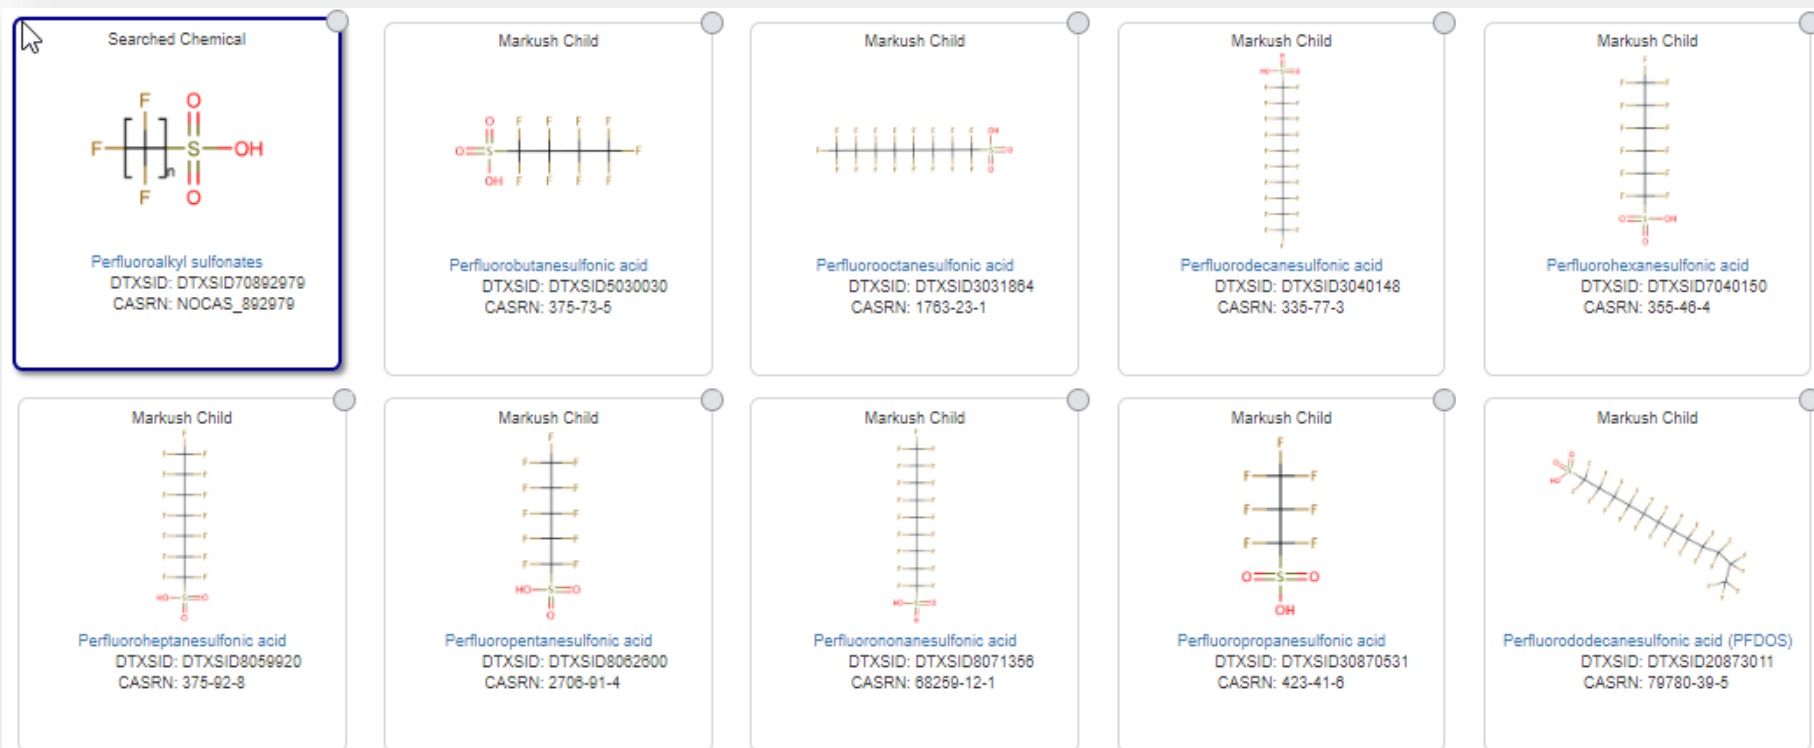 Searched Chemical
F
F
F
n
S
O
O
OH
Perfluoroalkyl sulfonates
DTXSID: DTXSID70892979
CASRN: NOCAS_892979
Markush Child
O
O
S
OH
F F F F
F
F F F F
Perfluorobutanesulfonic acid
DTXSID: DTXSID5030030
CASRN: 375-73-5
Markush Child
Perfluorooctanesulfonic acid
DTXSID: DTXSID3031864
CASRN: 1763-23-1
Markush Child
Perfluorodecanesulfonic acid
DTXSID: DTXSID3040148
CASRN: 335-77-3
Markush Child
Perfluorohexanesulfonic acid
DTXSID: DTXSID7040150
CASRN: 355-46-4
Markush Child
Perfluoroheptanesulfonic acid
DTXSID: DTXSID8059920
CASRN: 375-92-8
Markush Child
Perfluoropentanesulfonic acid
DTXSID: DTXSID8062600
CASRN: 2706-91-4
Markush Child
Perfluorononanesulfonic acid
DTXSID: DTXSID8071356
CASRN: 68259-12-1
Markush Child
F
F F
F F
F F
O S O
OH
Perfluoropropanesulfonic acid
DTXSID: DTXSID30870531
CASRN: 423-41-6
Markush Child
Perfluorododecanesulfonic acid (PFDOS)
DTXSID: DTXSID20873011
CASRN: 79780-39-5